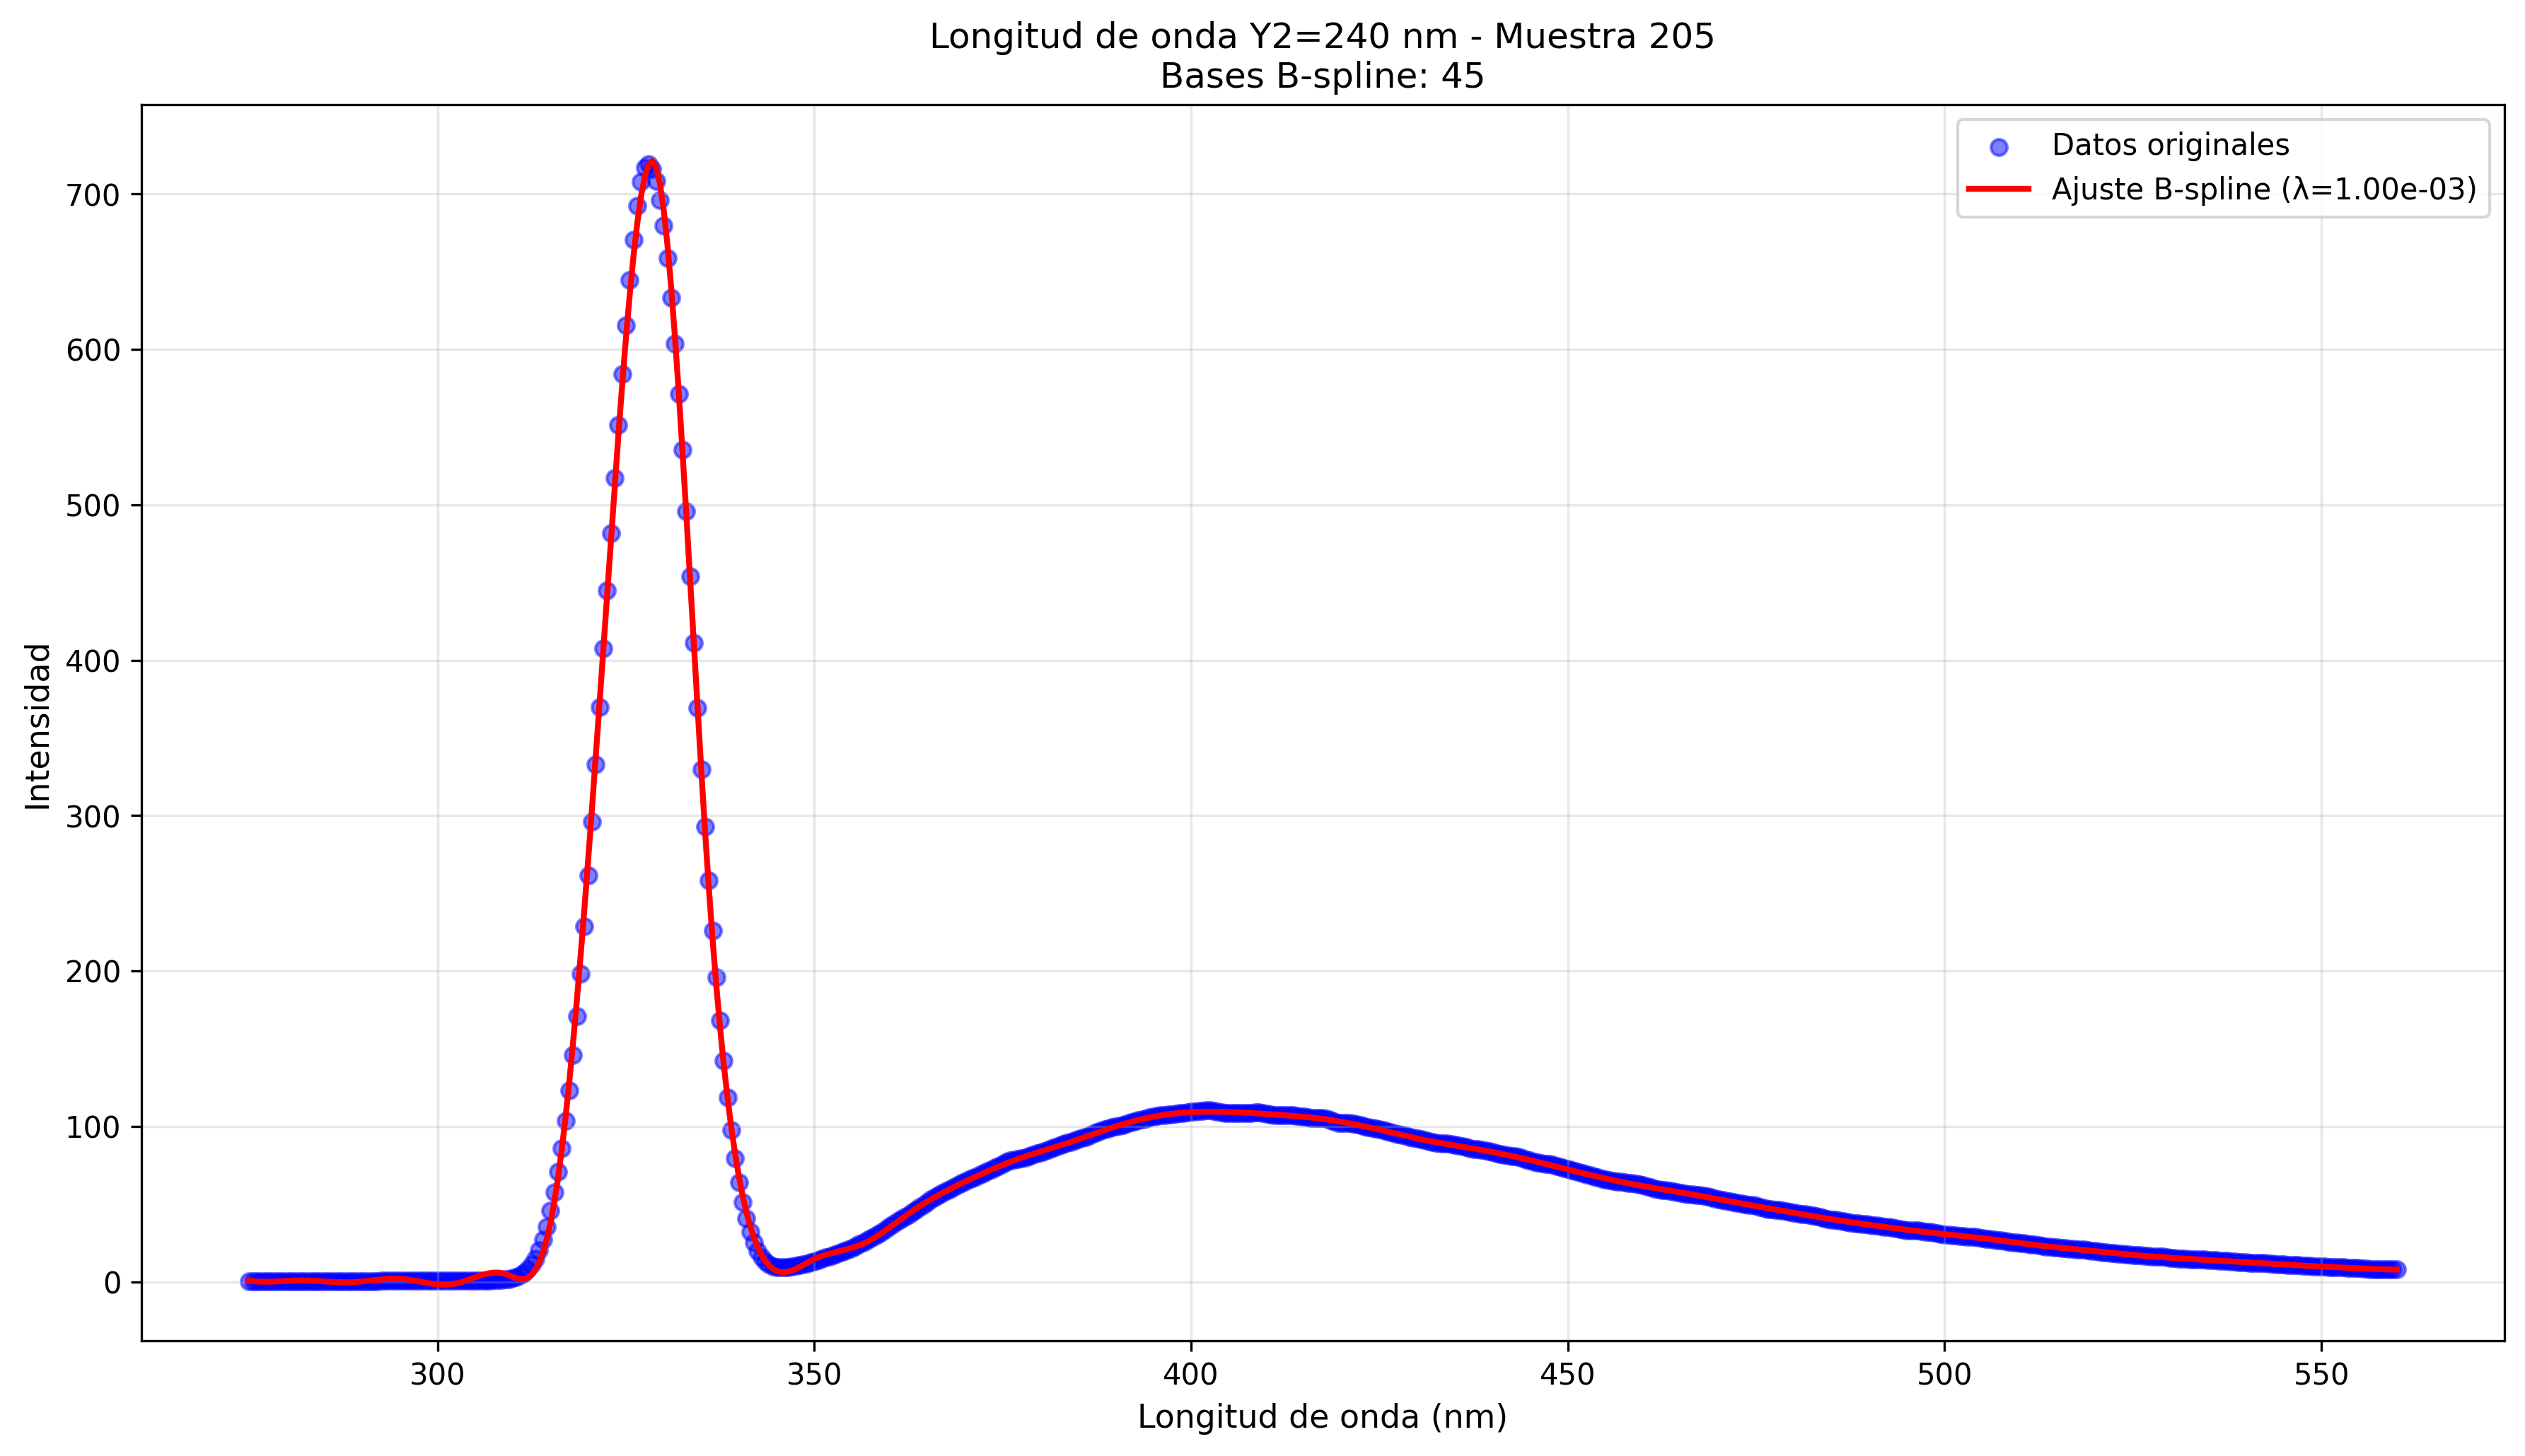 Longitud de onda Y2=240 nm - Muestra 205
Bases B-spline: 45
Datos originales
Ajuste B-spline (λ=1.00e-03)
Intensidad
700
600
500
400
300
200
100
0
300
350
400
450
500
550
Longitud de onda (nm)